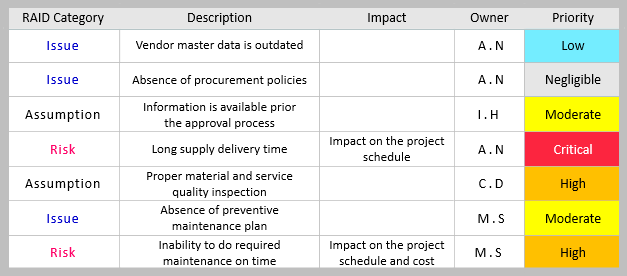 RAID Category Description Impact Owner Priority
Issue Vendor master data is outdated A.N Low
Issue Absence of procurement policies A.N Negligible
Assumption Information is available prior
the approval process I.H Moderate
Risk Long supply delivery time Impact on the project
schedule A.N Critical
Assumption Proper material and service
quality inspection C.D High
Issue Absence of preventive
maintenance plan M.S Moderate
Risk Inability to do required
maintenance on time Impact on the project
schedule and cost M.S High